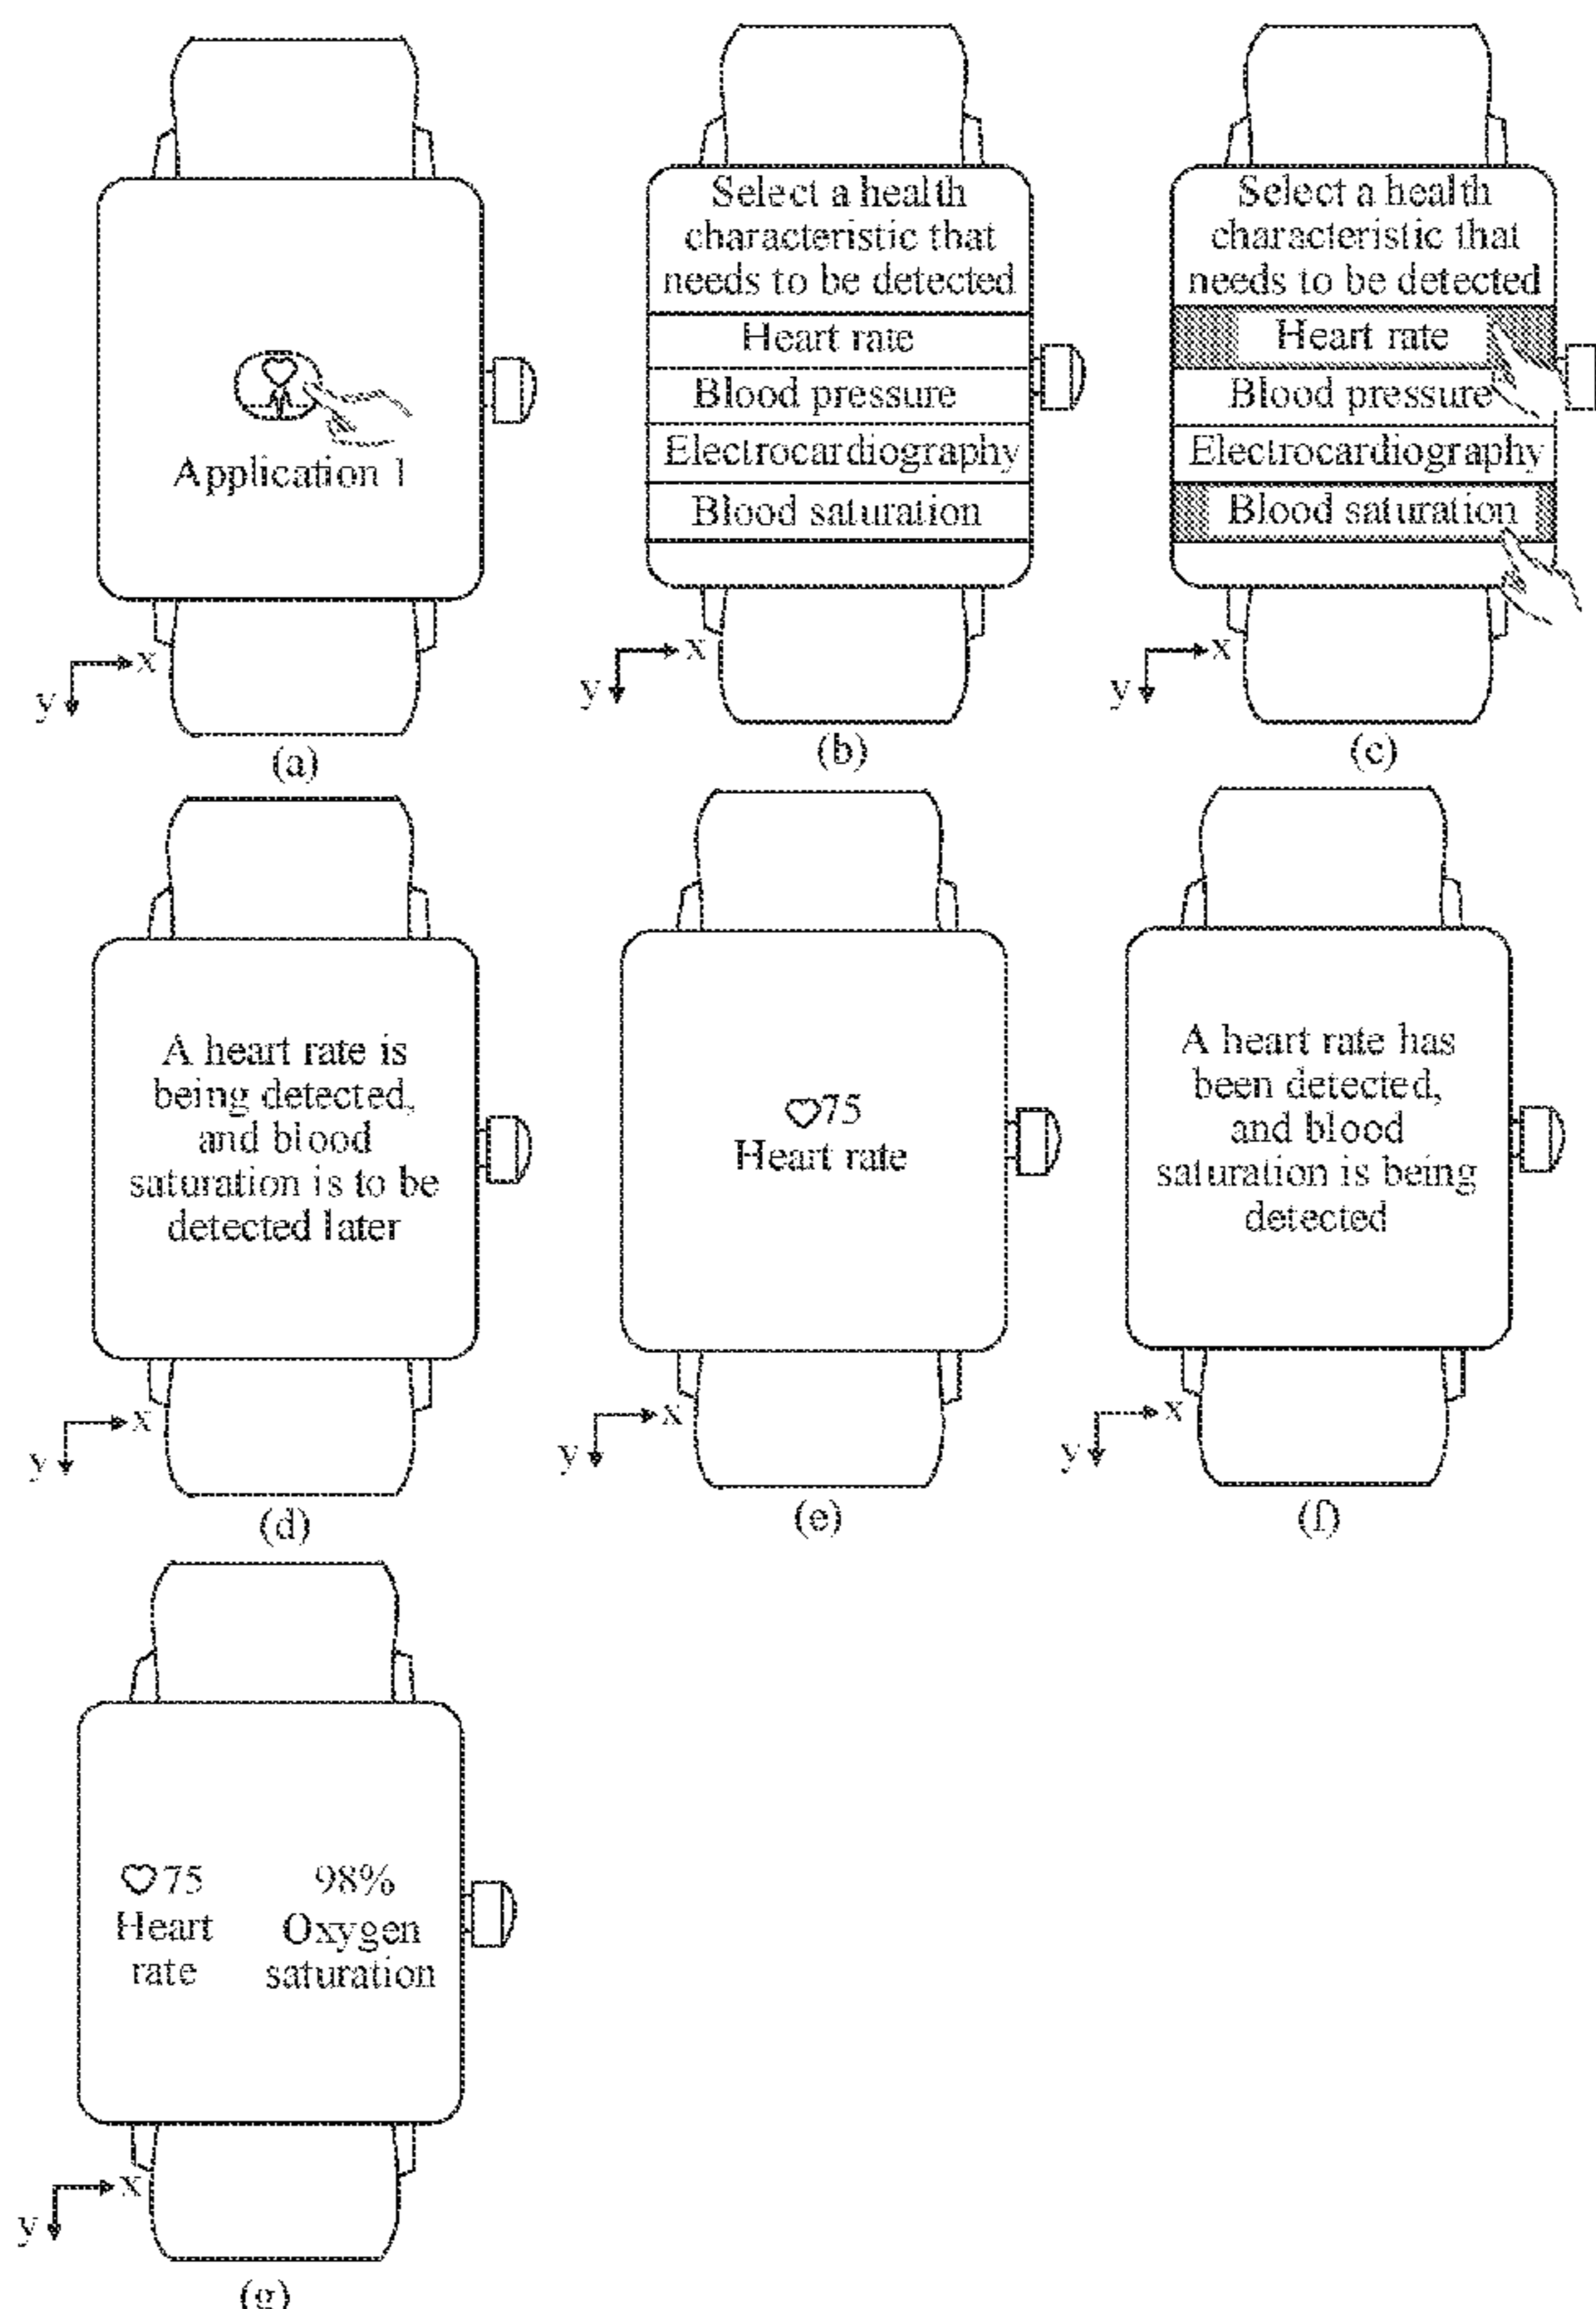 Application 1
x
y
(a)
Select a health
characteristic that
needs to be detected
Heart rate
Blood pressure
Electrocardiography
Blood saturation
x
y
(b)
Select a health
characteristic that
needs to be detected
Heart rate
Blood pressure
Electrocardiography
Blood saturation
x
y
(c)
A heart rate is
being detected,
and blood
saturation is to be
detected later
x
y
(d)
75
Heart rate
x
y
(e)
A heart rate has
been detected,
and blood
saturation is being
detected
x
y
(f)
75
Heart
rate
98%
Oxygen
saturation
x
y
(g)